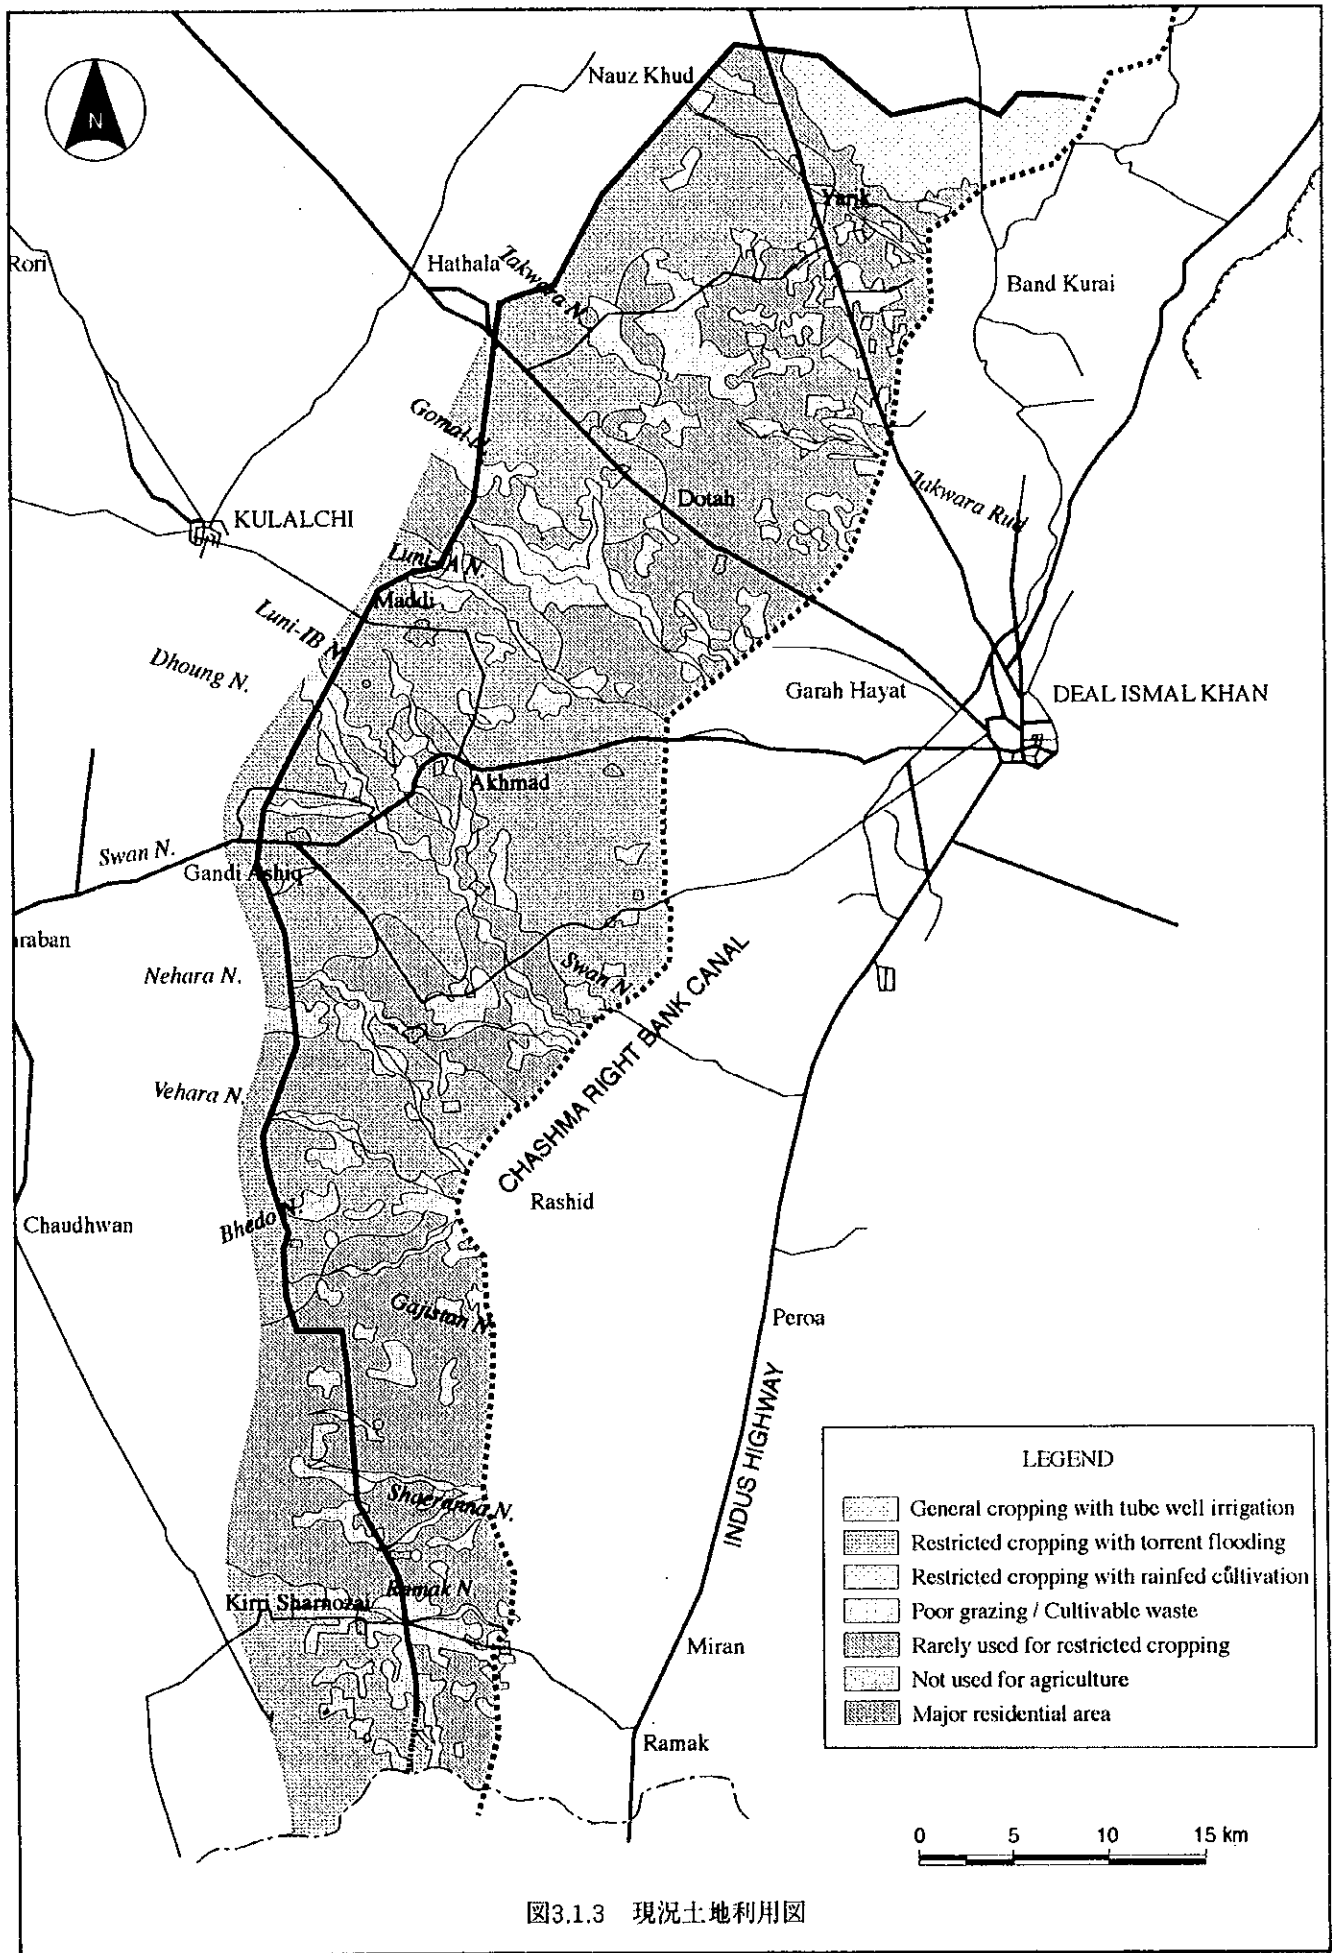 Nauz Khud
N
Yarik
Rori
Hathala
Takwara N.
Band Kurai
Gomal N.
Takwara Rud
Dotah
KULALCHI
Luni-IA N.
Maddi
Luni-IB N.
Dhoung N.
Garah Hayat
DEAL ISMAL KHAN
Akhmad
Swan N.
Gandi Ashiq
raban
Nehara N.
Swan N.
CHASHMA RIGHT BANK CANAL
Vehara N.
Rashid
Bhedo N.
Chaudhwan
Gajistan N.
Peroa
INDUS HIGHWAY
LEGEND
General cropping with tube well irrigation
Restricted cropping with torrent flooding
Restricted cropping with rainfed cultivation
Poor grazing / Cultivable waste
Rarely used for restricted cropping
Not used for agriculture
Major residential area
Shaeranna N.
Ramak N.
Kirri Shamozai
Miran
Ramak
0 5 10 15 km
図3.1.3 現況土地利用図